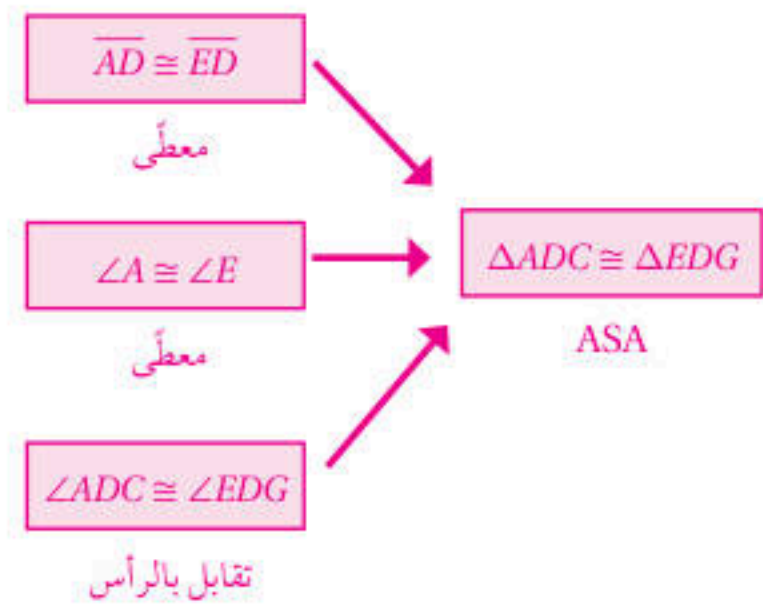 AD ≅ ED
معطًى
∠A ≅ ∠E
معطًى
∠ADC ≅ ∠EDG
تقابل بالرأس
ΔADC ≅ ΔEDG
ASA